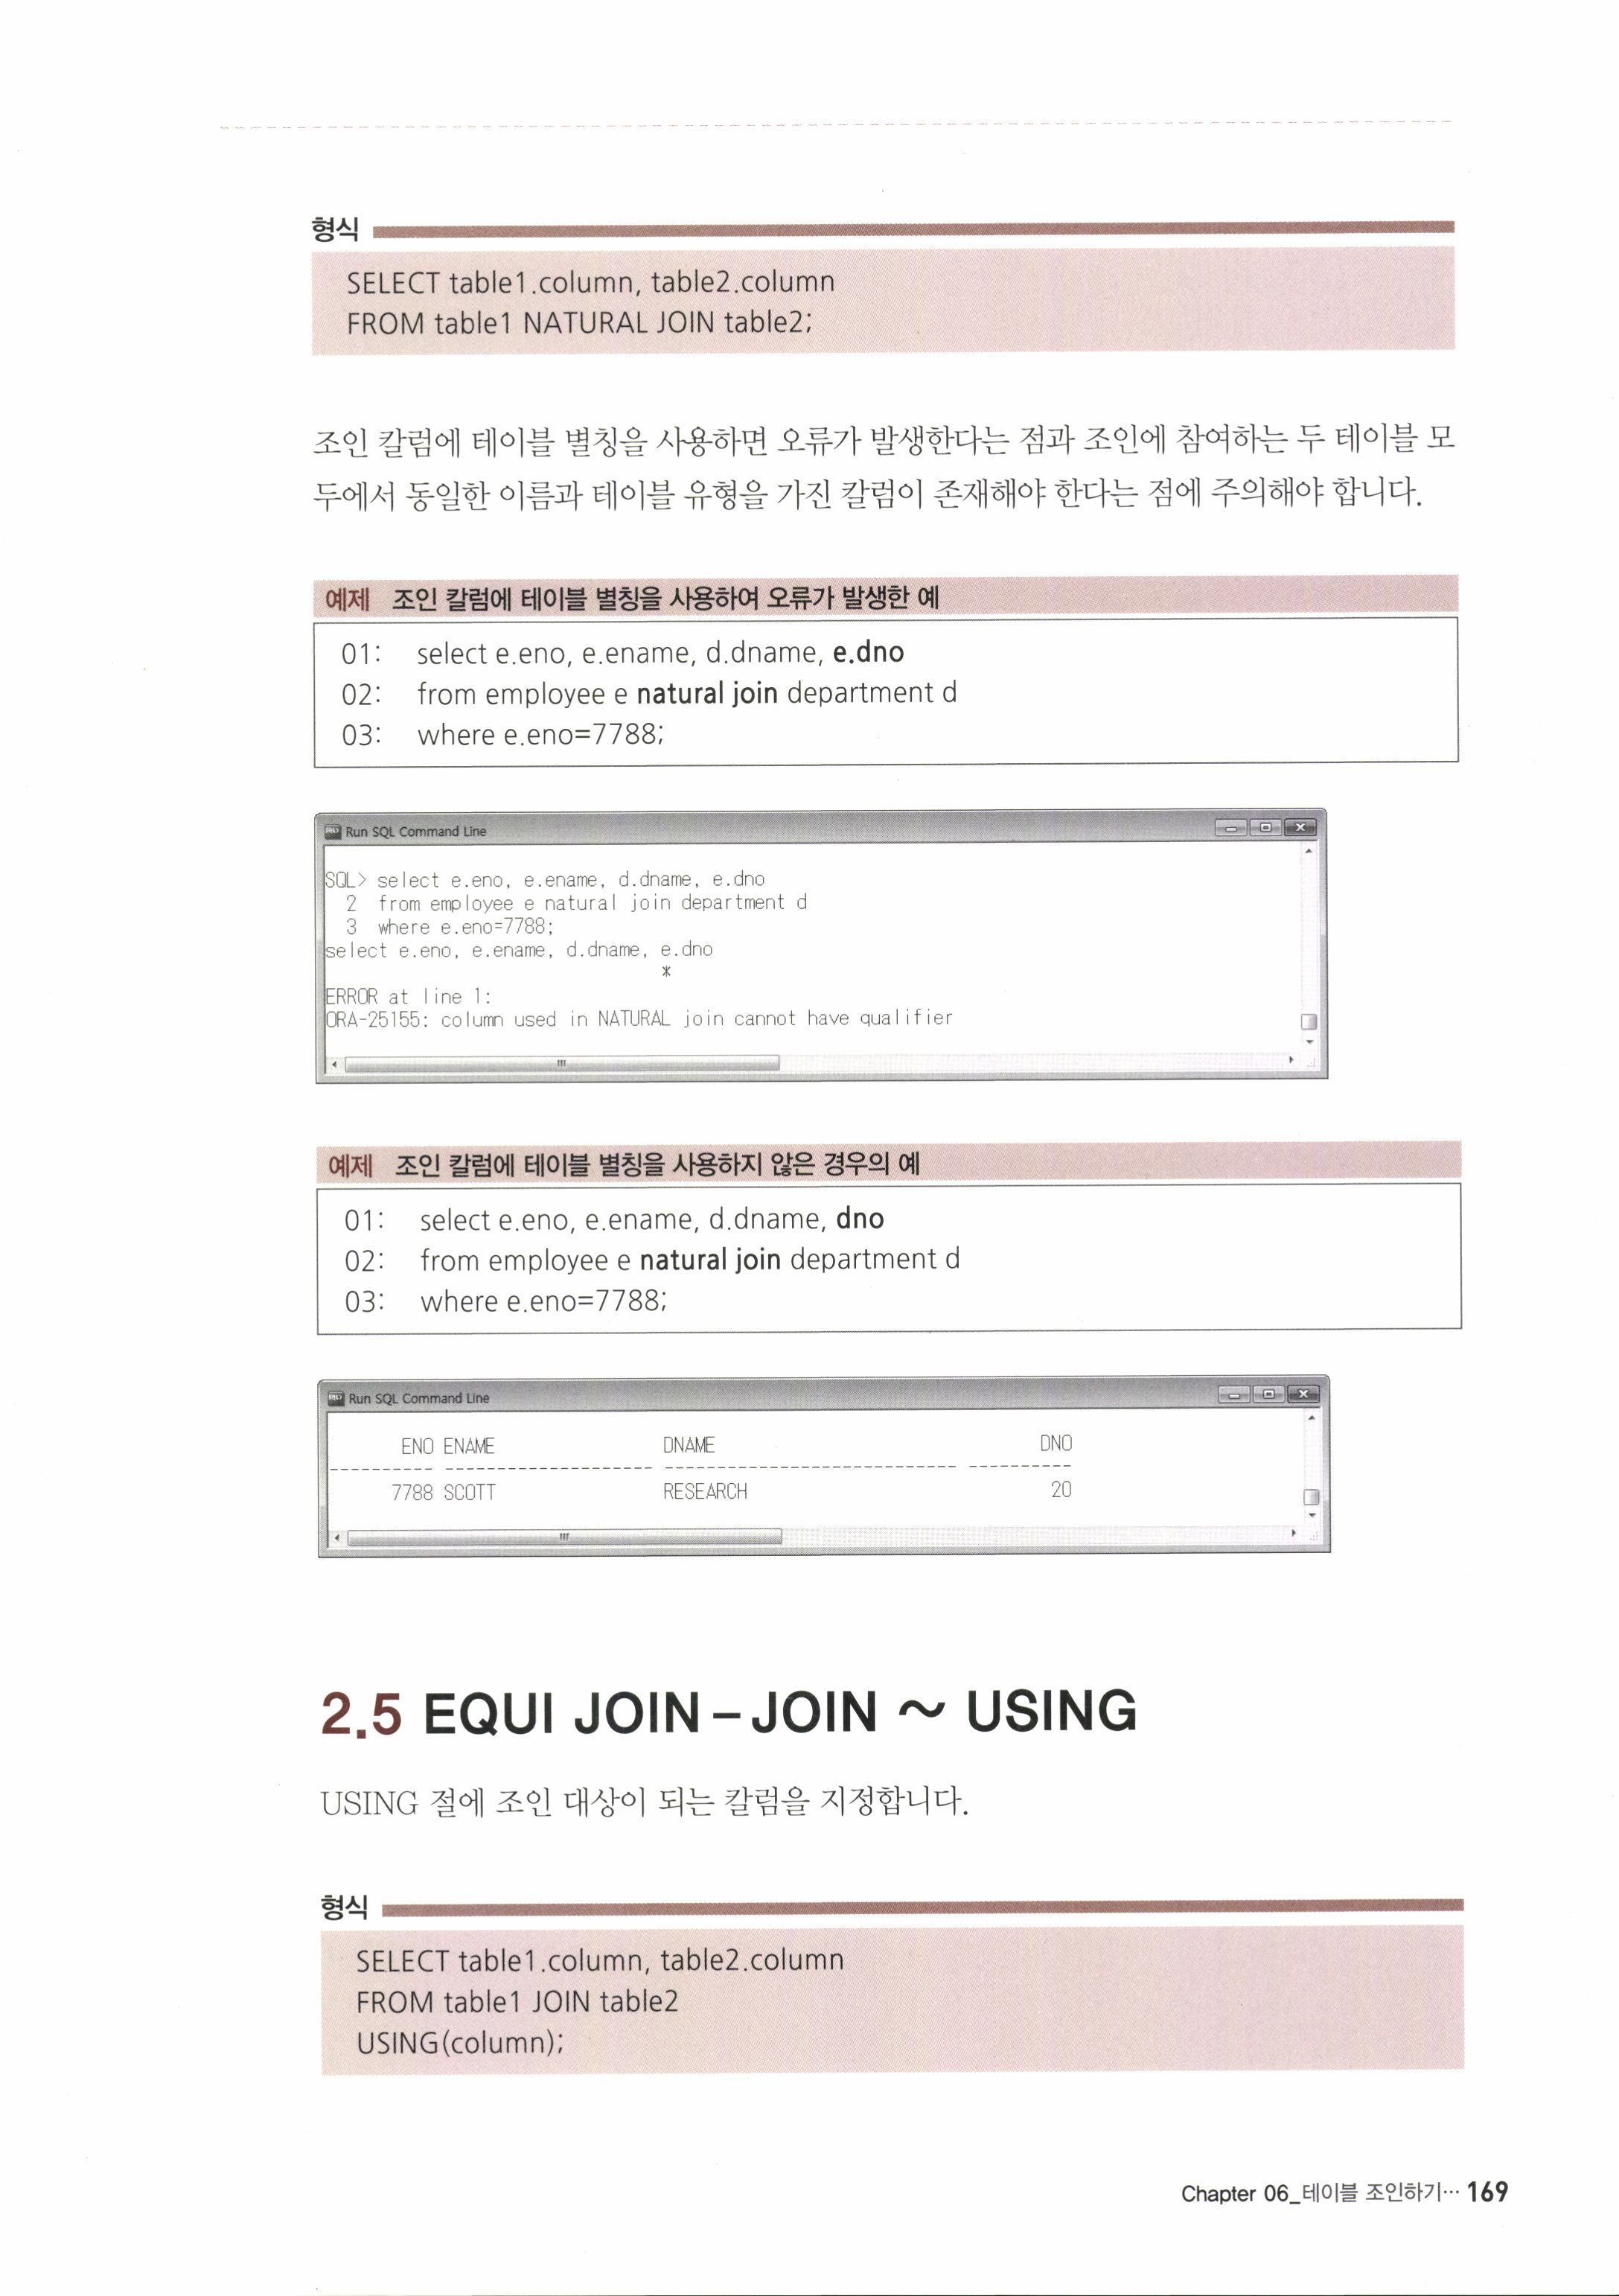 형식
SELECT table1.column, table2.column
FROM table1 NATURAL JOIN table2;
조인 칼럼에 테이블 별칭을 사용하면 오류가 발생한다는 점과 조인에 참여하는 두 테이블 모
두에서 동일한 이름과 테이블 유형을 가진 칼럼이 존재해야 한다는 점에 주의해야 합니다.
예제 조인 칼럼에 테이블 별칭을 사용하여 오류가 발생한 예
01: select e.eno, e.ename, d.dname, e.dno
02: from employee e natural join department d
03: where e.eno=7788;
Run SQL Command Line
SQL> select e.eno, e.ename, d.dname, e.dno
2 from employee e natural join department d
3 where e.eno=7788;
select e.eno, e.ename, d.dname, e.dno
*
ERROR at line 1:
ORA-25155: column used in NATURAL join cannot have qualifier
예제 조인 칼럼에 테이블 별칭을 사용하지 않은 경우의 예
01: select e.eno, e.ename, d.dname, dno
02: from employee e natural join department d
03: where e.eno=7788;
Run SQL Command Line
ENO ENAME DNAME DNO
---------- -------------------- ---------------------------- ----------
7788 SCOTT RESEARCH 20
2.5 EQUI JOIN – JOIN ~ USING
USING 절에 조인 대상이 되는 칼럼을 지정합니다.
형식
SELECT table1.column, table2.column
FROM table1 JOIN table2
USING(column);
Chapter 06_테이블 조인하기… 169